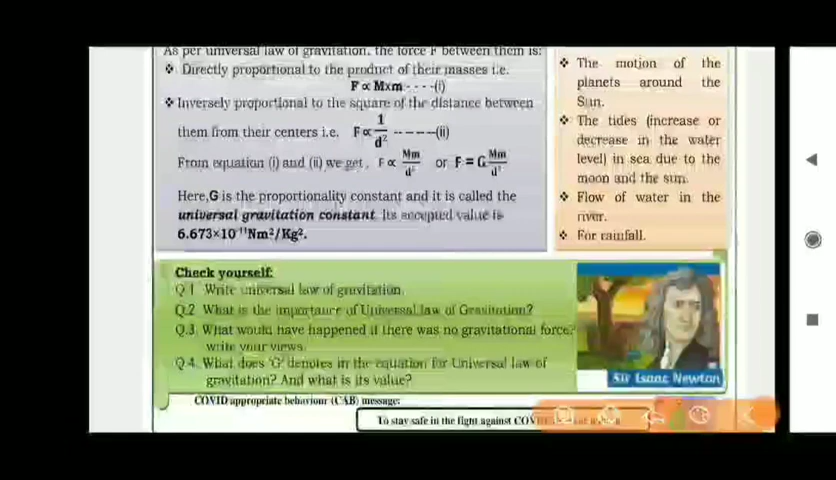 As per universal law of gravitation, the force F between them is:
❖ Directly proportional to the product of their masses i.e.
F ∝ Mxm - - - -(i)
❖ Inversely proportional to the square of the distance between
them from their centers i.e. F∝ 1/d² -----(ii)
From equation (i) and (ii) we get , F ∝ Mm/d² or F = G Mm/d²
Here,G is the proportionality constant and it is called the
universal gravitation constant. Its accepted value is
6.673×10⁻¹¹Nm²/Kg².
❖ The motion of the
planets around the
Sun.
❖ The tides (increase or
decrease in the water
level) in sea due to the
moon and the sun.
❖ Flow of water in the
river.
❖ For rainfall.
Check yourself:
Q.1 Write universal law of gravitation.
Q.2 What is the importance of Universal law of Gravitation?
Q.3. What would have happened if there was no gravitational force?
write your views.
Q.4. What does 'G' denotes in the equation for Universal law of
gravitation? And what is its value?
Sir Isaac Newton
COVID appropriate behaviour (CAB) message:
To stay safe in the fight against